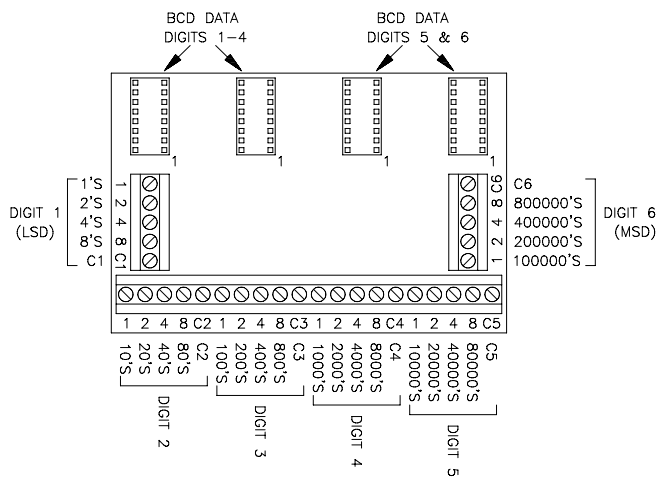 BCD DATA
DIGITS 1-4
BCD DATA
DIGITS 5 & 6
1
1
1
1
DIGIT 1
(LSD)
1'S
2'S
4'S
8'S
C1
1
2
4
8
C1
C6
8
4
2
1
C6
800000'S
400000'S
200000'S
100000'S
DIGIT 6
(MSD)
1 2 4 8 C2 1 2 4 8 C3 1 2 4 8 C4 1 2 4 8 C5
10'S
20'S
40'S
80'S
C2
100'S
200'S
400'S
800'S
C3
1000'S
2000'S
4000'S
8000'S
C4
10000'S
20000'S
40000'S
80000'S
C5
DIGIT 2
DIGIT 3
DIGIT 4
DIGIT 5